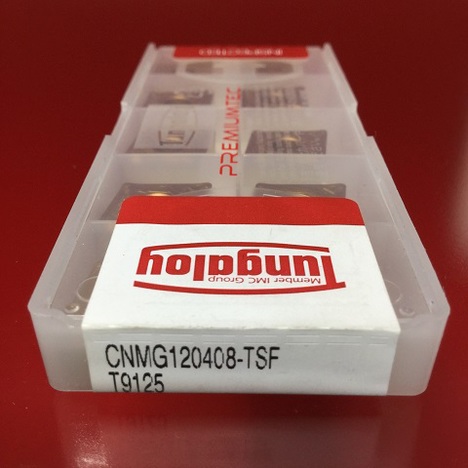 PREMIUMTEC
Tungaloy
Member IMC Group
CNMG120408-TSF
T9125